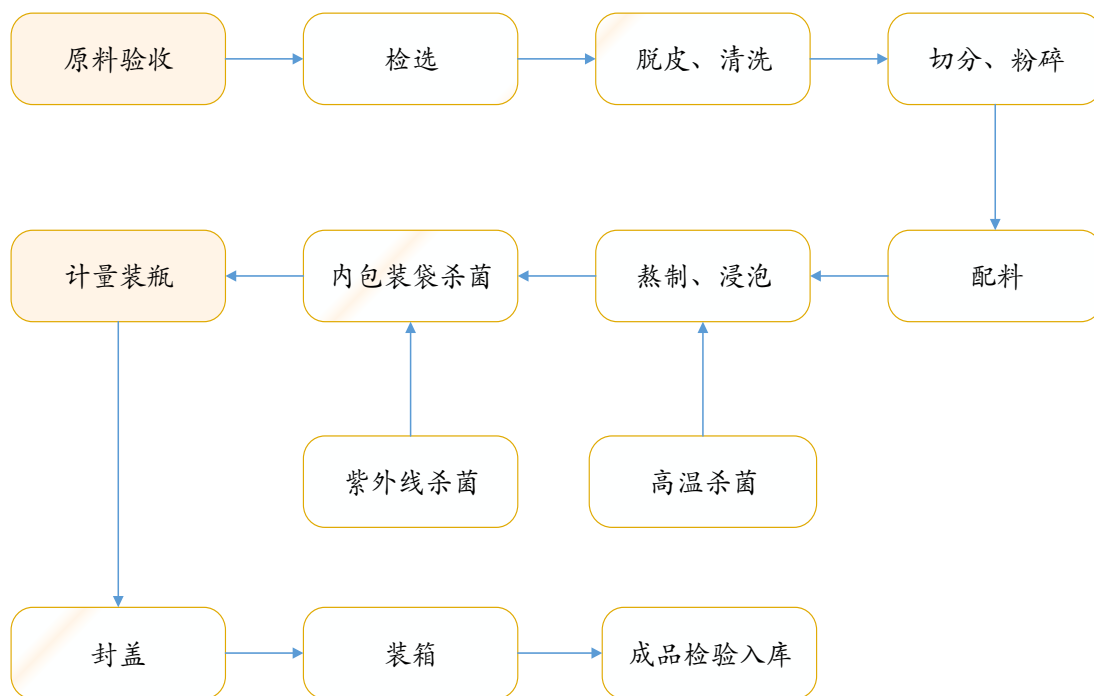 原料验收
检选
脱皮、清洗
切分、粉碎
计量装瓶
内包装袋杀菌
熬制、浸泡
配料
紫外线杀菌
高温杀菌
封盖
装箱
成品检验入库